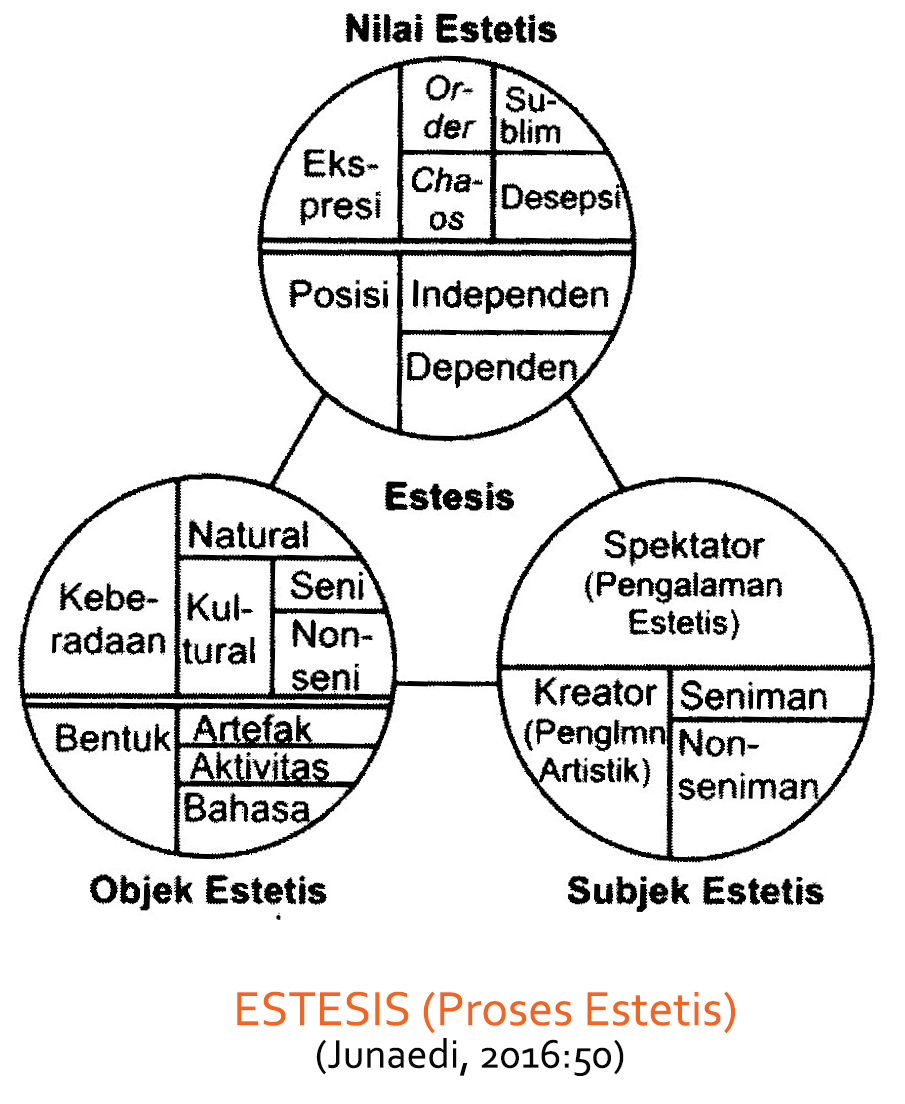 Nilai Estetis
Eks-
presi
Or-
der
Su-
blim
Cha-
os
Desepsi
Posisi
Independen
Dependen
Estesis
Kebe-
radaan
Natural
Kul-
tural
Seni
Non-
seni
Bentuk
Artefak
Aktivitas
Bahasa
Objek Estetis
Spektator
(Pengalaman
Estetis)
Kreator
(Penglmn
Artistik)
Seniman
Non-
seniman
Subjek Estetis
ESTESIS (Proses Estetis)
(Junaedi, 2016:50)